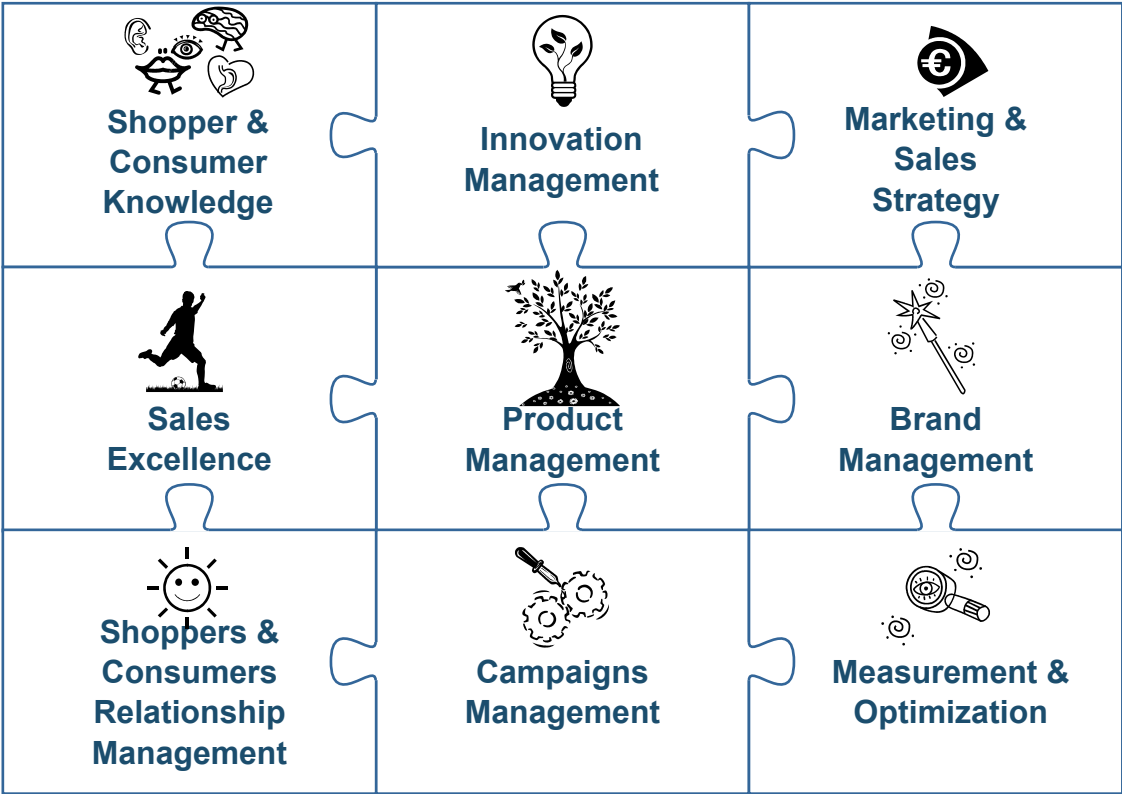 Shopper &
Consumer
Knowledge
Innovation
Management
€
Marketing &
Sales
Strategy
Sales
Excellence
Product
Management
Brand
Management
Shoppers &
Consumers
Relationship
Management
Campaigns
Management
Measurement &
Optimization